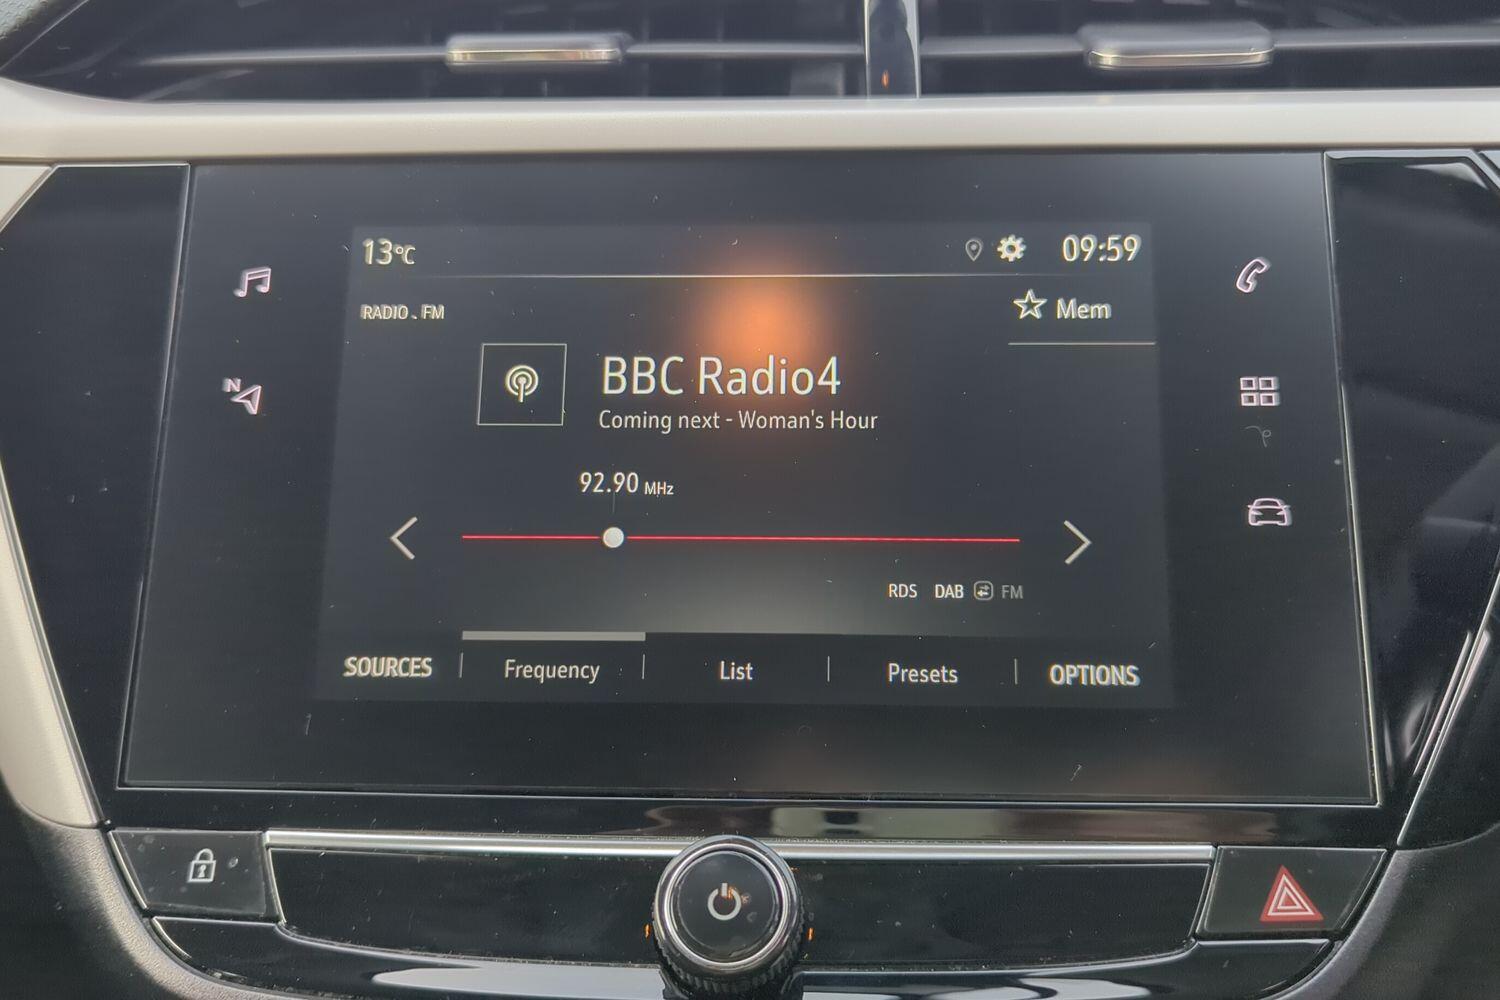 13°C
09:59
RADIO . FM
Mem
N
BBC Radio4
Coming next - Woman's Hour
92.90 MHz
RDS DAB FM
SOURCES Frequency List Presets OPTIONS